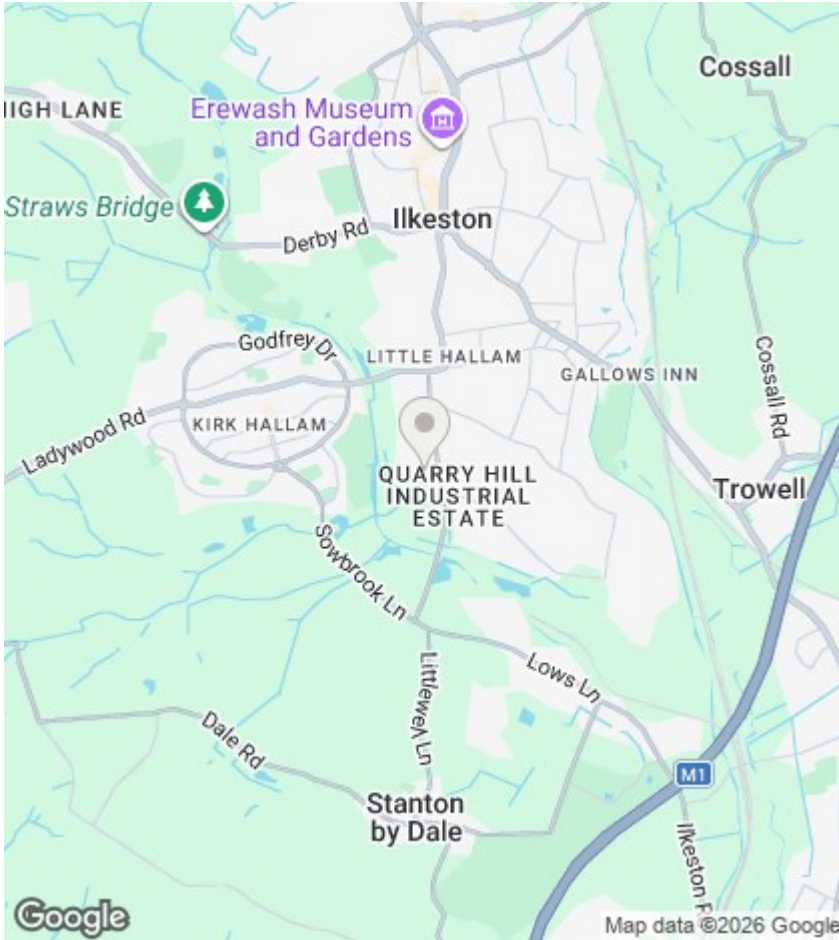 Cossall
HIGH LANE
Erewash Museum
and Gardens
Straws Bridge
Derby Rd
Ilkeston
Godfrey Dr
LITTLE HALLAM
GALLOWS INN
Cossall Rd
Ladywood Rd
KIRK HALLAM
QUARRY HILL
INDUSTRIAL
ESTATE
Trowell
Sowbrook Ln
Littlewey Ln
Lows Ln
Dale Rd
M1
Stanton
by Dale
Ilkeston R
Google
Map data ©2026 Google